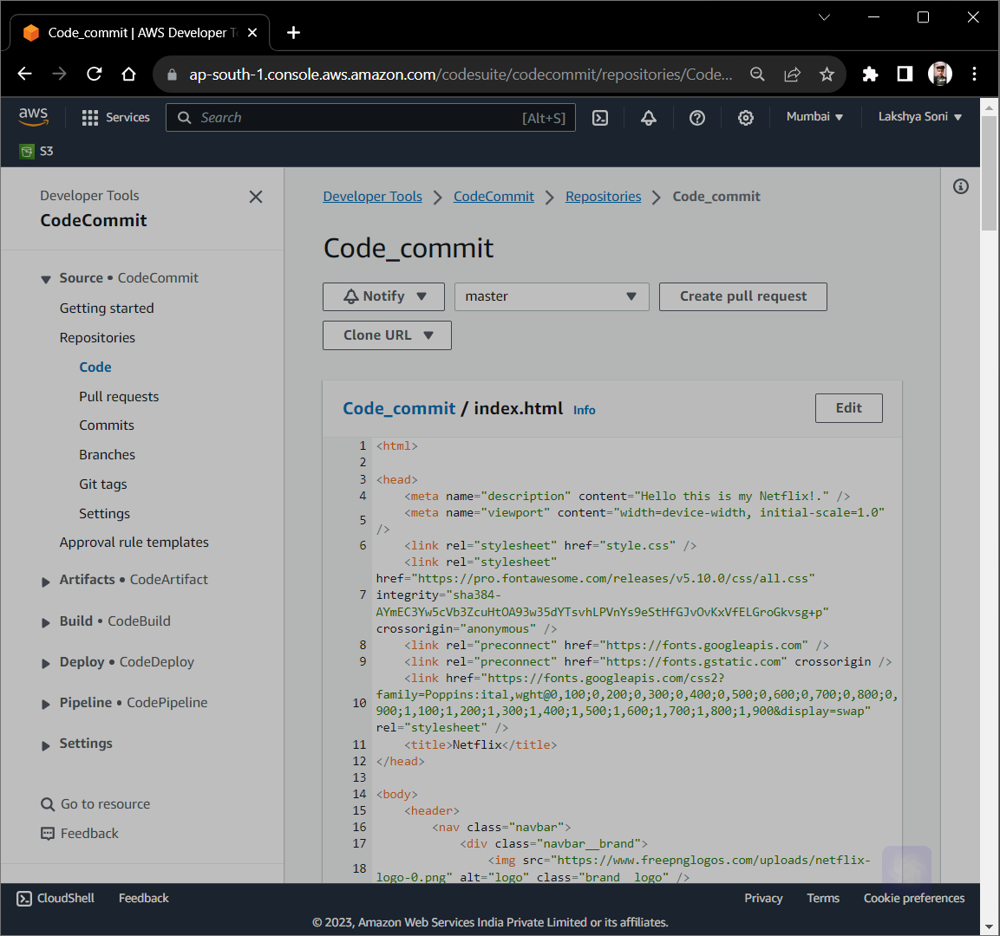 Code_commit | AWS Developer To
ap-south-1.console.aws.amazon.com/codesuite/codecommit/repositories/Code...
aws
Services
Search
[Alt+S]
Mumbai
Lakshya Soni
S3
Developer Tools
CodeCommit
Source • CodeCommit
Getting started
Repositories
Code
Pull requests
Commits
Branches
Git tags
Settings
Approval rule templates
Artifacts • CodeArtifact
Build • CodeBuild
Deploy • CodeDeploy
Pipeline • CodePipeline
Settings
Go to resource
Feedback
Developer Tools > CodeCommit > Repositories > Code_commit
Code_commit
Notify
master
Create pull request
Clone URL
Code_commit / index.html Info
Edit
1 <html>
2
3 <head>
4     <meta name="description" content="Hello this is my Netflix!." />
5     <meta name="viewport" content="width=device-width, initial-scale=1.0"
/>
6     <link rel="stylesheet" href="style.css" />
7     <link rel="stylesheet"
href="https://pro.fontawesome.com/releases/v5.10.0/css/all.css"
integrity="sha384-
AYmEC3Yw5cVb3ZcuHtOA93w35dYTsvhLPVnYs9eStHfGJvOvKxVfELGroGkvsg+p"
crossorigin="anonymous" />
8     <link rel="preconnect" href="https://fonts.googleapis.com" />
9     <link rel="preconnect" href="https://fonts.gstatic.com" crossorigin />
10     <link href="https://fonts.googleapis.com/css2?
family=Poppins:ital,wght@0,100;0,200;0,300;0,400;0,500;0,600;0,700;0,800;0,
900;1,100;1,200;1,300;1,400;1,500;1,600;1,700;1,800;1,900&display=swap"
rel="stylesheet" />
11     <title>Netflix</title>
12 </head>
13
14 <body>
15     <header>
16         <nav class="navbar">
17             <div class="navbar__brand">
18                 <img src="https://www.freepnglogos.com/uploads/netflix-
logo-0.png" alt="logo" class="brand__logo" />
CloudShell
Feedback
Privacy
Terms
Cookie preferences
© 2023, Amazon Web Services India Private Limited or its affiliates.